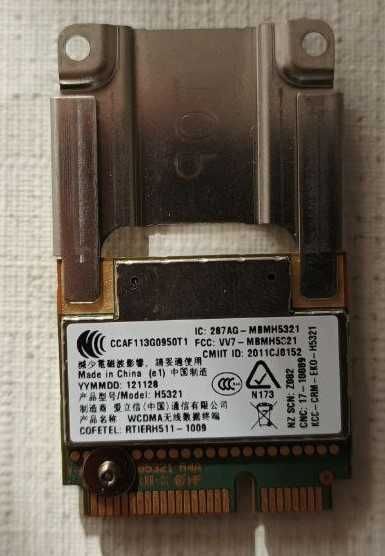 CCAF113G0950T1
IC: 287AG-MBMH5321
FCC: VV7-MBMH5321
CMIIT ID: 2011CJ0152
減少電磁波影響，請妥適使用
Made in China (e1) 中国制造
YYMMDD: 121128
产品型号/Model: H5321
制造商 爱立信(中国)通信有限公司
产品名称: WCDMA无线数据终端
COFETEL: RTIERH511-1009
N173
NZ SCN: Z082
CNC: 17-10089
KCC-CRM-EKO-H5321